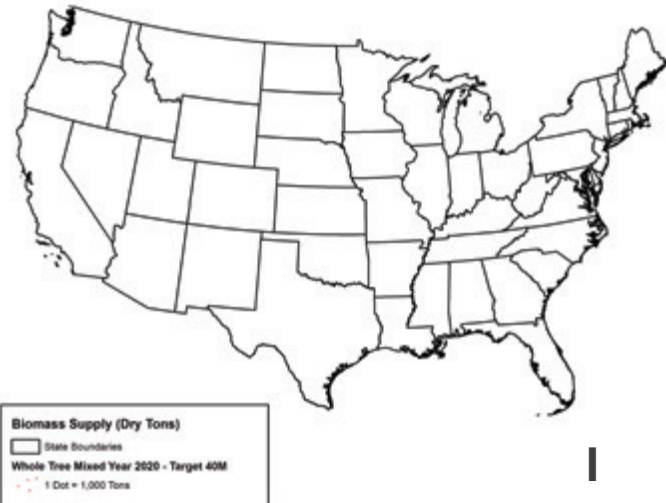 Biomass Supply (Dry Tons)
State Boundaries
Whole Tree Mixed Year 2020 - Target 40M
1 Dot = 1,000 Tons
I